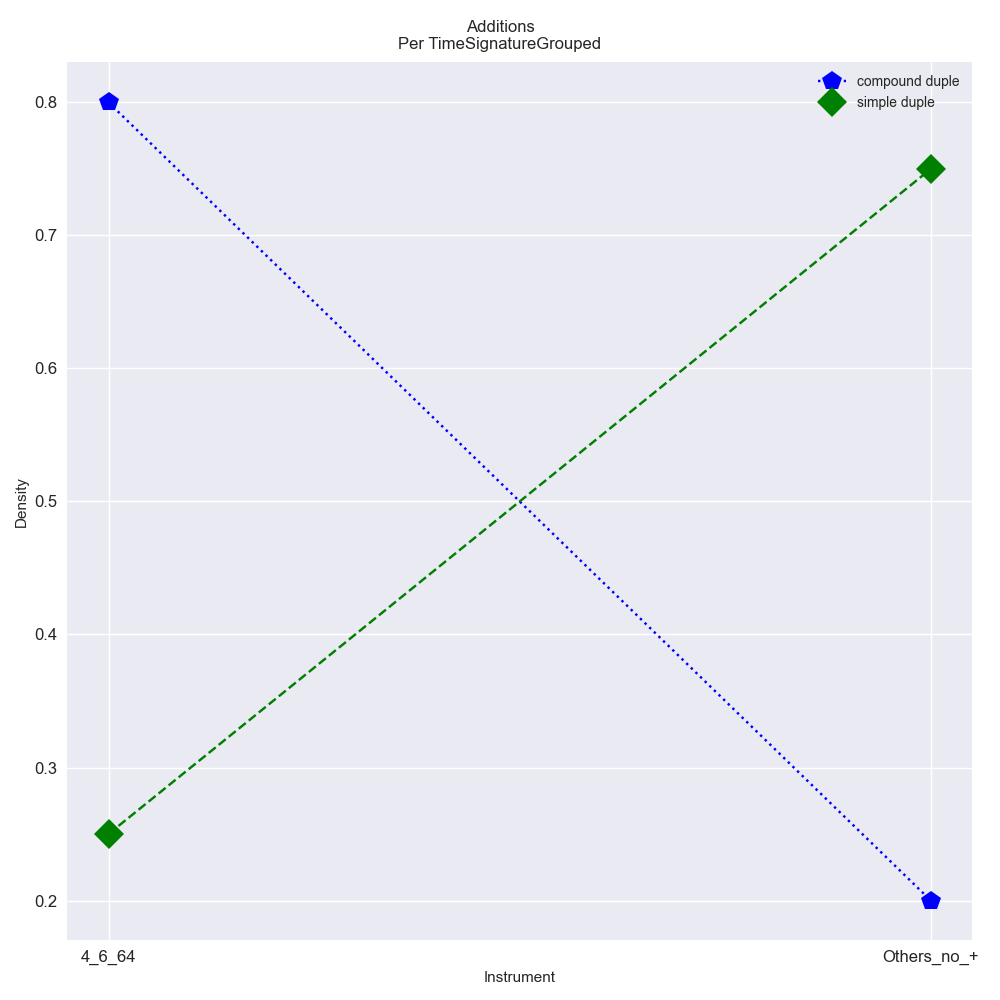 Additions
Per TimeSignatureGrouped
compound duple
simple duple
0.8
0.7
0.6
0.5
0.4
0.3
0.2
Density
4_6_64
Others_no_+
Instrument